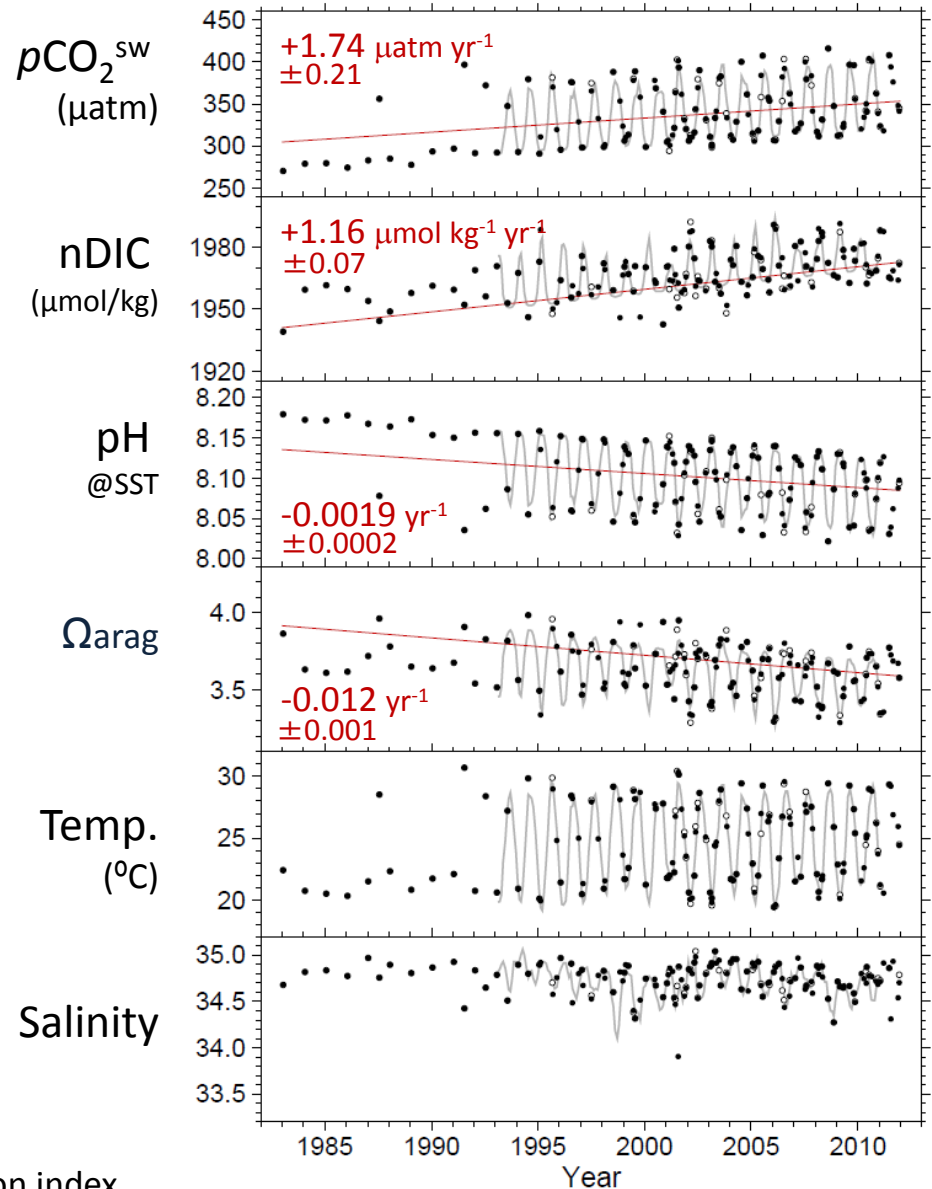 pCO₂ˢʷ
(µatm)
450
400
350
300
250
+1.74 µatm yr⁻¹
±0.21
nDIC
(µmol/kg)
1980
1950
1920
+1.16 µmol kg⁻¹ yr⁻¹
±0.07
pH
@SST
8.20
8.15
8.10
8.05
8.00
-0.0019 yr⁻¹
±0.0002
Ωarag
4.0
3.5
-0.012 yr⁻¹
±0.001
Temp.
(⁰C)
30
25
20
Salinity
35.0
34.5
34.0
33.5
1985 1990 1995 2000 2005 2010
Year
on index